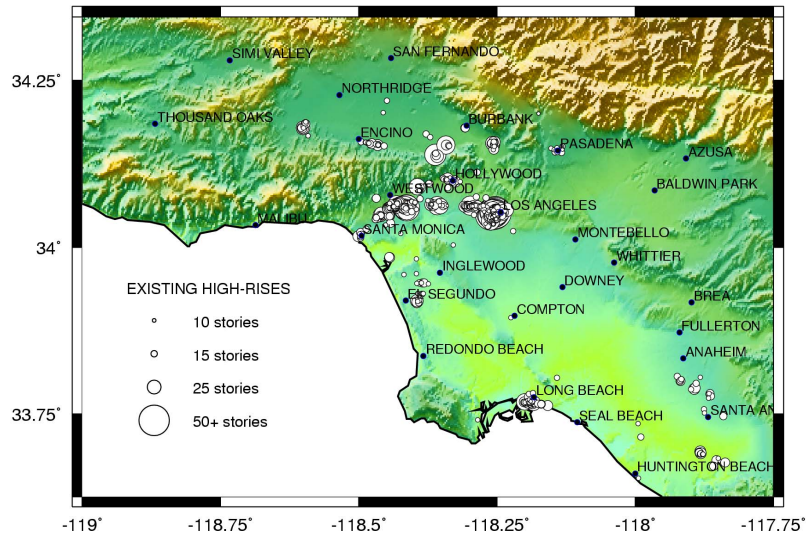 SIMI VALLEY
SAN FERNANDO
34.25°
NORTHRIDGE
THOUSAND OAKS
BURBANK
ENCINO
PASADENA
AZUSA
HOLLYWOOD
WESTWOOD
BALDWIN PARK
LOS ANGELES
MALIBU
SANTA MONICA
MONTEBELLO
34°
WHITTIER
INGLEWOOD
DOWNEY
EXISTING HIGH-RISES
EL SEGUNDO
BREA
10 stories
COMPTON
FULLERTON
15 stories
REDONDO BEACH
ANAHEIM
25 stories
LONG BEACH
33.75°
SEAL BEACH
SANTA AN
50+ stories
HUNTINGTON BEACH
-119°
-118.75°
-118.5°
-118.25°
-118°
-117.75°